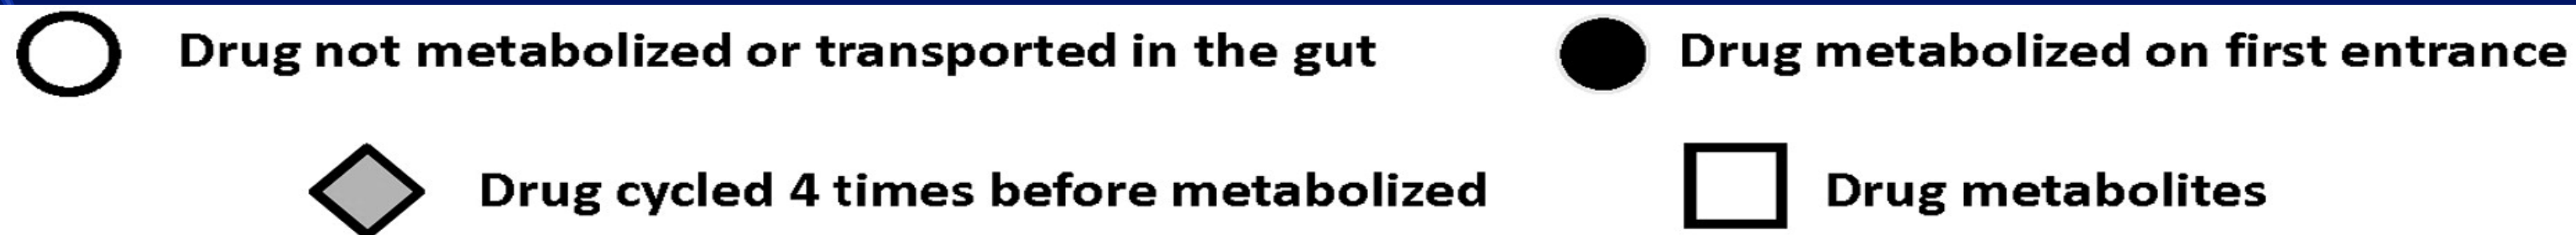 Drug not metabolized or transported in the gut
Drug metabolized on first entrance
Drug cycled 4 times before metabolized
Drug metabolites